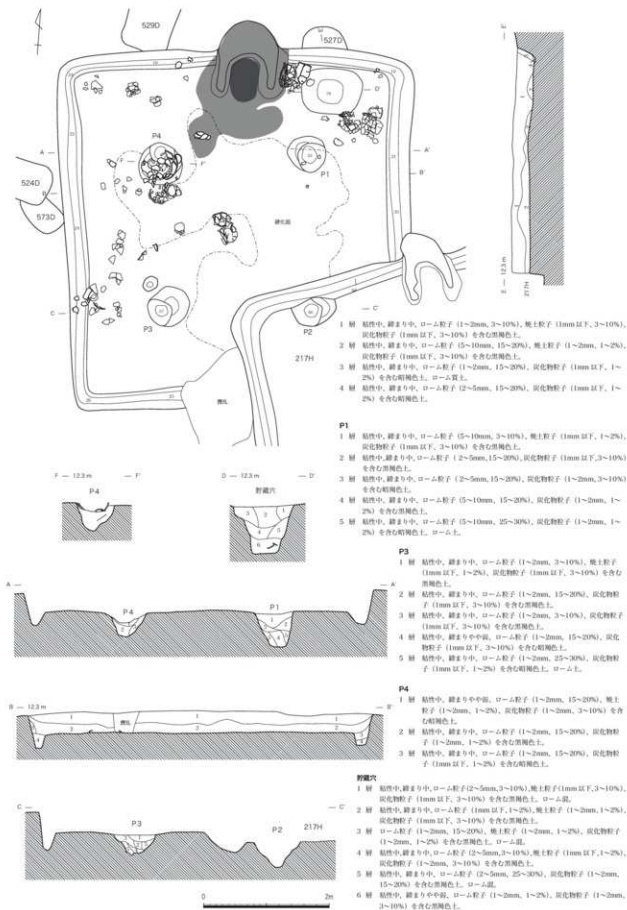 529D
527D
D'
P4
A
A'
F
F'
P1
B
B'
524D
573D
硬化面
E'
E 12.3 m
217H
C
C'
P3
P2
217H
攪乱
1 層 粘性中、締まり中、ローム粒子（1～2mm、3～10%）、焼土粒子（1mm以下、3～10%）、
炭化物粒子（1mm以下、3～10%）を含む黒褐色土。
2 層 粘性中、締まり中、ローム粒子（5～10mm、15～20%）、焼土粒子（1mm～2mm、1～2%）、
炭化物粒子（1mm以下、3～10%）を含む黒褐色土。
3 層 粘性中、締まり中、ローム粒子（1～2mm、15～20%）、炭化物粒子（1mm以下、1～
2%）を含む暗褐色土。ローム質土。
4 層 粘性中、締まり中、ローム粒子（2～5mm、15～20%）、炭化物粒子（1mm以下、1～
2%）を含む暗褐色土。
P1
1 層 粘性中、締まり中、ローム粒子（5～10mm、3～10%）、焼土粒子（1mm以下、1～2%）、
炭化物粒子（1mm以下、3～10%）を含む黒褐色土。
2 層 粘性中、締まり中、ローム粒子（2～5mm、15～20%）、炭化物粒子（1mm以下、3～10%）
を含む黒褐色土。
3 層 粘性中、締まり中、ローム粒子（2～5mm、15～20%）、炭化物粒子（1～2mm、3～10%）
を含む暗褐色土。
4 層 粘性中、締まり中、ローム粒子（5～10mm、15～20%）、炭化物粒子（1～2mm、1～
2%）を含む黒褐色土。
5 層 粘性中、締まり中、ローム粒子（5～10mm、25～30%）、炭化物粒子（1～2mm、1～
2%）を含む暗褐色土。ローム土。
F 12.3 m F'
P4
D 12.3 m D'
貯蔵穴
P3
1 層 粘性中、締まり中、ローム粒子（1～2mm、3～10%）、焼土粒子
（1mm以下、1～2%）、炭化物粒子（1mm以下、3～10%）を含む
黒褐色土。
2 層 粘性中、締まり中、ローム粒子（1～2mm、15～20%）、炭化物粒
子（1mm以下、3～10%）を含む黒褐色土。
3 層 粘性中、締まり中、ローム粒子（1～2mm、3～10%）、炭化物粒子
（1mm以下、3～10%）を含む黒褐色土。
4 層 粘性中、締まりやや弱、ローム粒子（1～2mm、15～20%）、炭化
物粒子（1mm以下、3～10%）を含む暗褐色土。
5 層 粘性中、締まり中、ローム粒子（1～2mm、25～30%）、炭化物粒
子（1mm以下、1～2%）を含む暗褐色土。ローム土。
A A'
P4 P1
P4
1 層 粘性中、締まりやや弱、ローム粒子（1～2mm、15～20%）、焼土
粒子（1～2mm、1～2%）、炭化物粒子（1～2mm、3～10%）を含
む暗褐色土。
2 層 粘性中、締まり中、ローム粒子（1～2mm、15～20%）、炭化物粒
子（1～2mm、1～2%）を含む黒褐色土。
3 層 粘性中、締まり中、ローム粒子（1～2mm、15～20%）、炭化物粒
子（1mm以下、1～2%）を含む暗褐色土。
B 12.3 m B'
攪乱
貯蔵穴
1 層 粘性中、締まり中、ローム粒子（2～5mm、3～10%）、焼土粒子（1mm以下、3～10%）、
炭化物粒子（1mm以下、3～10%）を含む黒褐色土。ローム混。
2 層 粘性中、締まり中、ローム粒子（1mm以下、1～2%）、焼土粒子（1～2mm、1～2%）、
炭化物粒子（1mm以下、3～10%）を含む黒褐色土。
3 層 ローム粒子（1～2mm、15～20%）、焼土粒子（1～2mm、1～2%）、炭化物粒子
（1～2mm、1～2%）を含む黒褐色土。ローム混。
4 層 粘性中、締まり中、ローム粒子（2～5mm、3～10%）、焼土粒子（1mm以下、1～2%）、
炭化物粒子（1～2mm、3～10%）を含む黒褐色土。
5 層 粘性中、締まり中、ローム粒子（2～5mm、25～30%）、炭化物粒子（1～2mm、
15～20%）を含む黒褐色土。ローム混。
6 層 粘性中、締まりやや弱、ローム粒子（1～2mm、1～2%）、炭化物粒子（1～2mm、
3～10%）を含む黒褐色土。
C C'
P3 P2 217H
0 2m